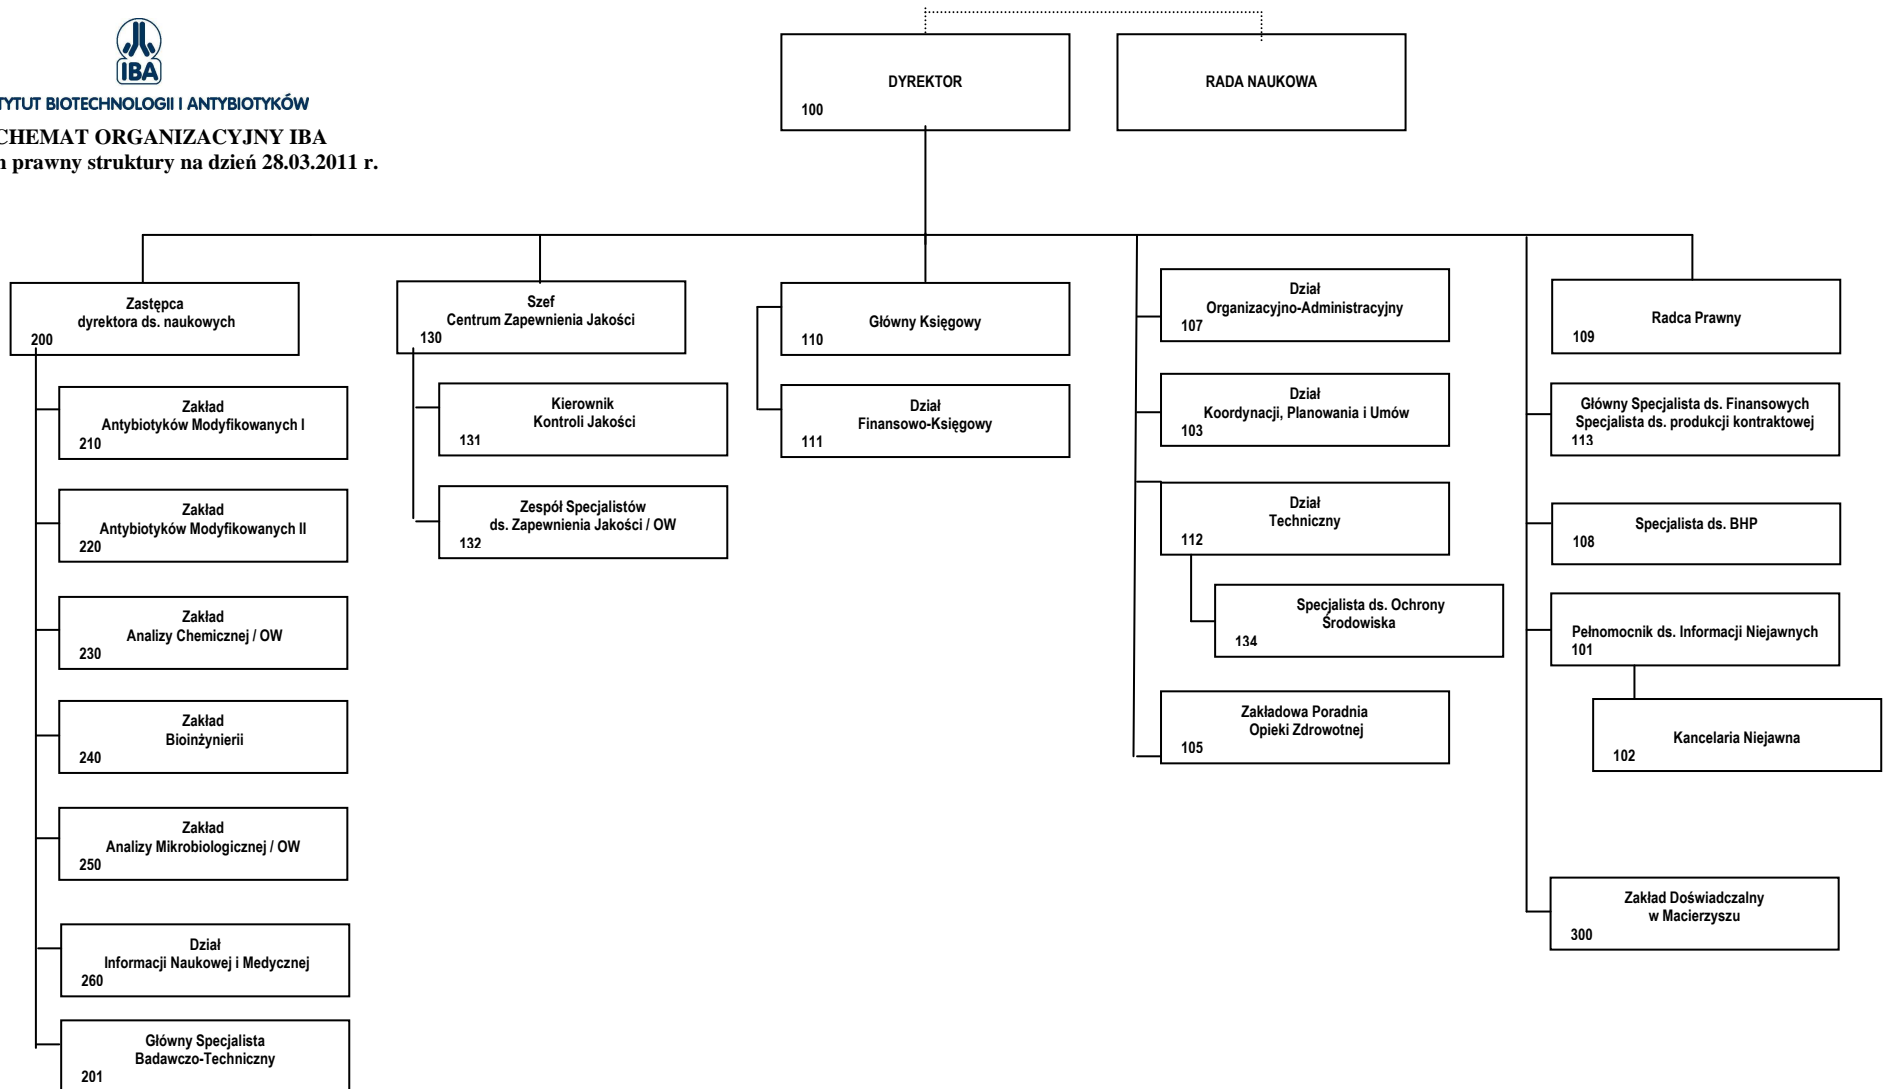 IBA
TYTUT BIOTECHNOLOGII I ANTYBIOTYKÓW
CHEMAT ORGANIZACYJNY IBA
prawny struktury na dzień 28.03.2011 r.
DYREKTOR
100
RADA NAUKOWA
Zastępca
dyrektora ds. naukowych
200
Zakład
Antybiotyków Modyfikowanych I
210
Zakład
Antybiotyków Modyfikowanych II
220
Zakład
Analizy Chemicznej / OW
230
Zakład
Bioinżynierii
240
Zakład
Analizy Mikrobiologicznej / OW
250
Dział
Informacji Naukowej i Medycznej
260
Główny Specjalista
Badawczo-Techniczny
201
Szef
Centrum Zapewnienia Jakości
130
Kierownik
Kontroli Jakości
131
Zespół Specjalistów
ds. Zapewnienia Jakości / OW
132
Główny Księgowy
110
Dział
Finansowo-Księgowy
111
Dział
Organizacyjno-Administracyjny
107
Dział
Koordynacji, Planowania i Umów
103
Dział
Techniczny
112
Specjalista ds. Ochrony
Środowiska
134
Zakładowa Poradnia
Opieki Zdrowotnej
105
Radca Prawny
109
Główny Specjalista ds. Finansowych
Specjalista ds. produkcji kontraktowej
113
Specjalista ds. BHP
108
Pełnomocnik ds. Informacji Niejawnych
101
Kancelaria Niejawna
102
Zakład Doświadczalny
w Macierzyszu
300